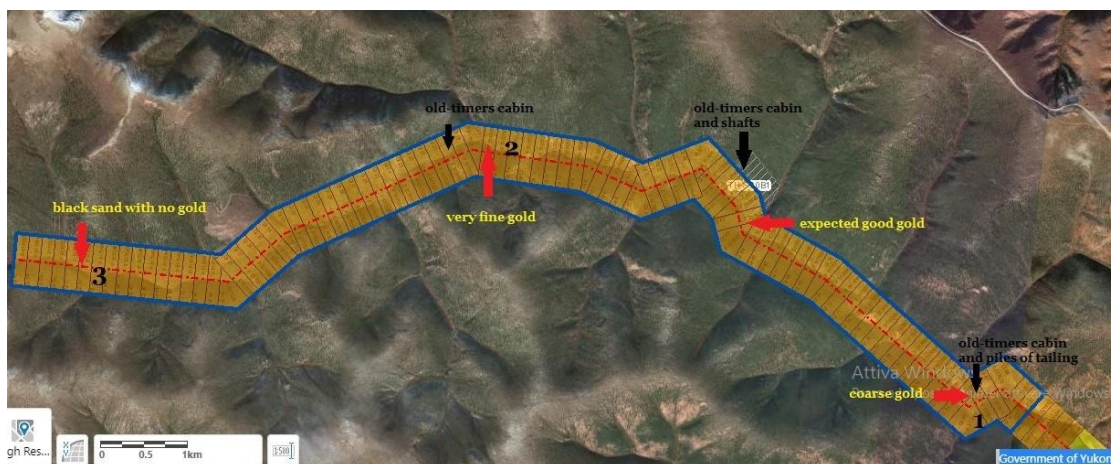 old-timers cabin
old-timers cabin
and shafts
2
black sand with no gold
very fine gold
expected good gold
3
old-timers cabin
and piles of tailing
Attiva Windows
coarse gold
1
gh Res...
0 0.5 1km
Government of Yukon